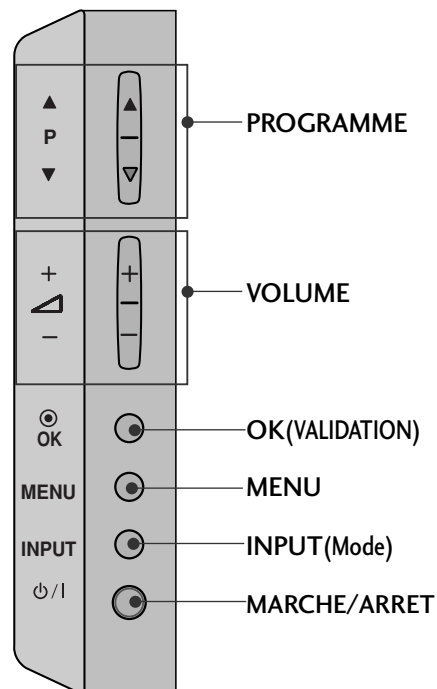 ▲
P
▼
PROGRAMME
+
−
VOLUME
OK
OK(VALIDATION)
MENU
MENU
INPUT
INPUT(Mode)
⏻/I
MARCHE/ARRET